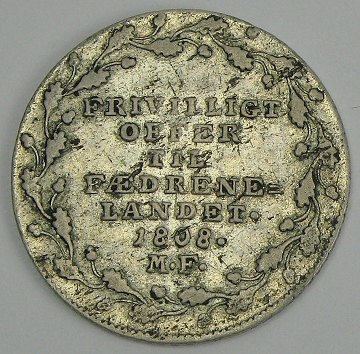 FRIVILLIGT
OFFER
TIL
FÆDRENE=
LANDET.
1808.
M.F.